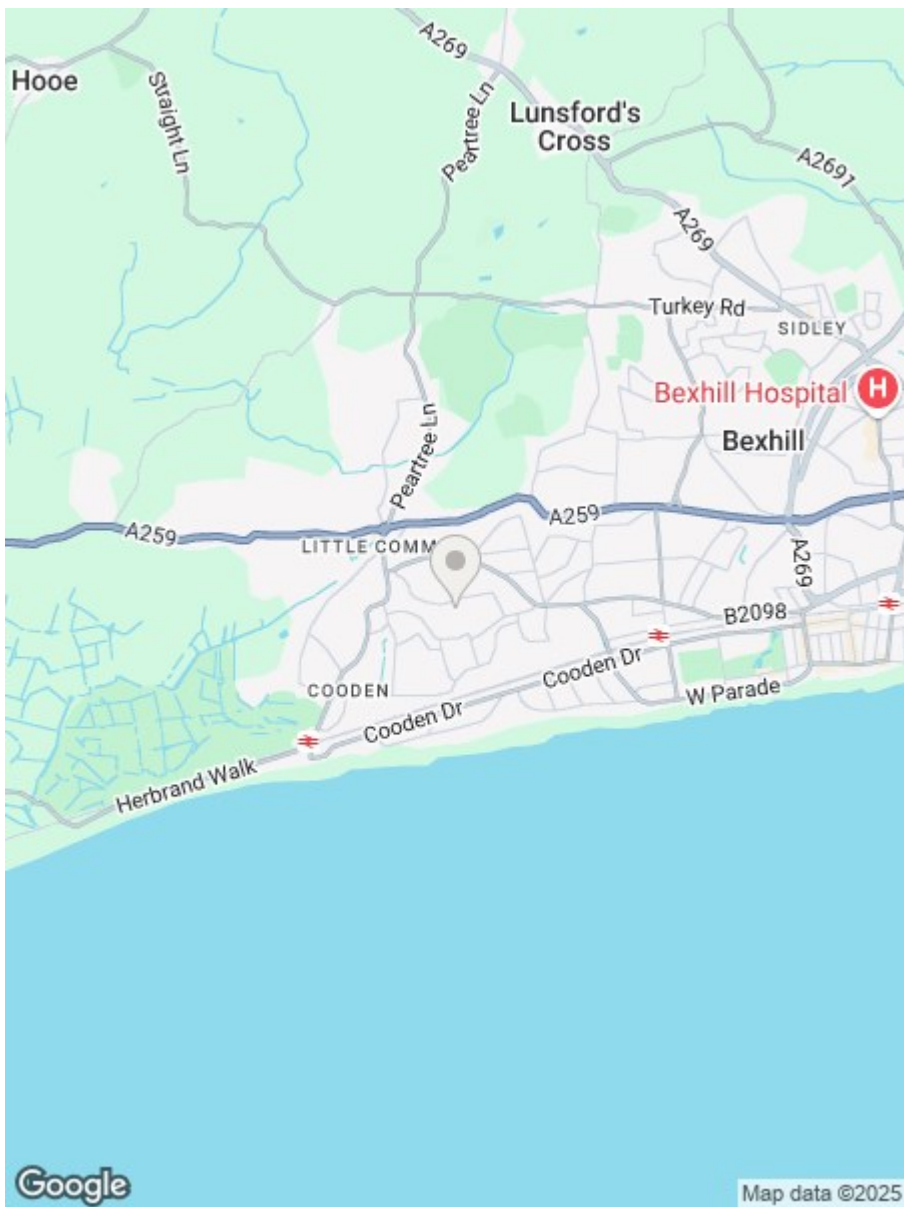 A269
Hooe
Straight Ln
Peartree Ln
Lunsford's
Cross
A2691
A269
Turkey Rd
SIDLEY
Bexhill Hospital
H
Bexhill
Peartree Ln
A259
A259
LITTLE COMM
A269
B2098
Cooden Dr
COODEN
W Parade
Cooden Dr
Herbrand Walk
Google
Map data ©2025